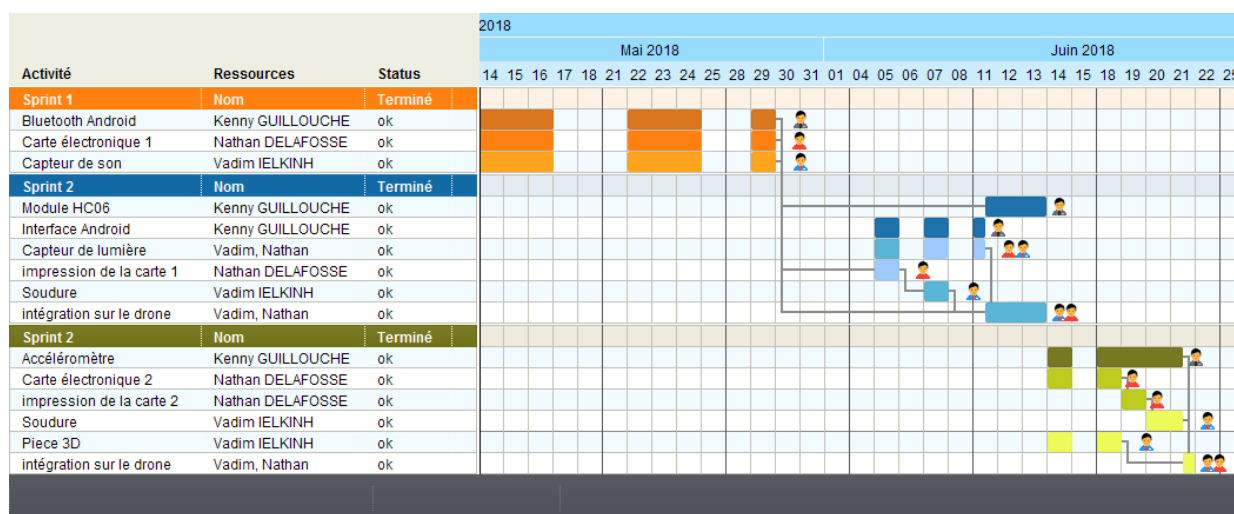 2018
Mai 2018 Juin 2018
Activité Ressources Status 14 15 16 17 18 21 22 23 24 25 28 29 30 31 01 04 05 06 07 08 11 12 13 14 15 18 19 20 21 22 25
Sprint 1 Nom Terminé
Bluetooth Android Kenny GUILLOUCHE ok
Carte électronique 1 Nathan DELAFOSSE ok
Capteur de son Vadim IELKINH ok
Sprint 2 Nom Terminé
Module HC06 Kenny GUILLOUCHE ok
Interface Android Kenny GUILLOUCHE ok
Capteur de lumière Vadim, Nathan ok
impression de la carte 1 Nathan DELAFOSSE ok
Soudure Vadim IELKINH ok
intégration sur le drone Vadim, Nathan ok
Sprint 2 Nom Terminé
Accéléromètre Kenny GUILLOUCHE ok
Carte électronique 2 Nathan DELAFOSSE ok
impression de la carte 2 Nathan DELAFOSSE ok
Soudure Vadim IELKINH ok
Piece 3D Vadim IELKINH ok
intégration sur le drone Vadim, Nathan ok